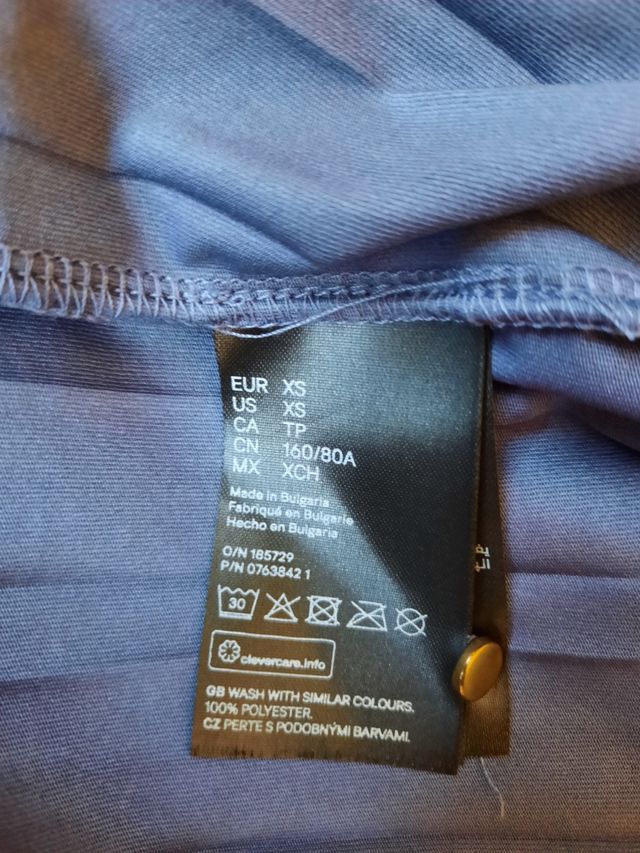 EUR XS
US XS
CA TP
CN 160/80A
MX XCH
Made in Bulgaria
Fabriqué en Bulgarie
Hecho en Bulgaria
O/N 185729
P/N 0763842 1
30
clevercare.info
GB WASH WITH SIMILAR COLOURS.
100% POLYESTER.
CZ PERTE S PODOBNÝMI BARVAMI.